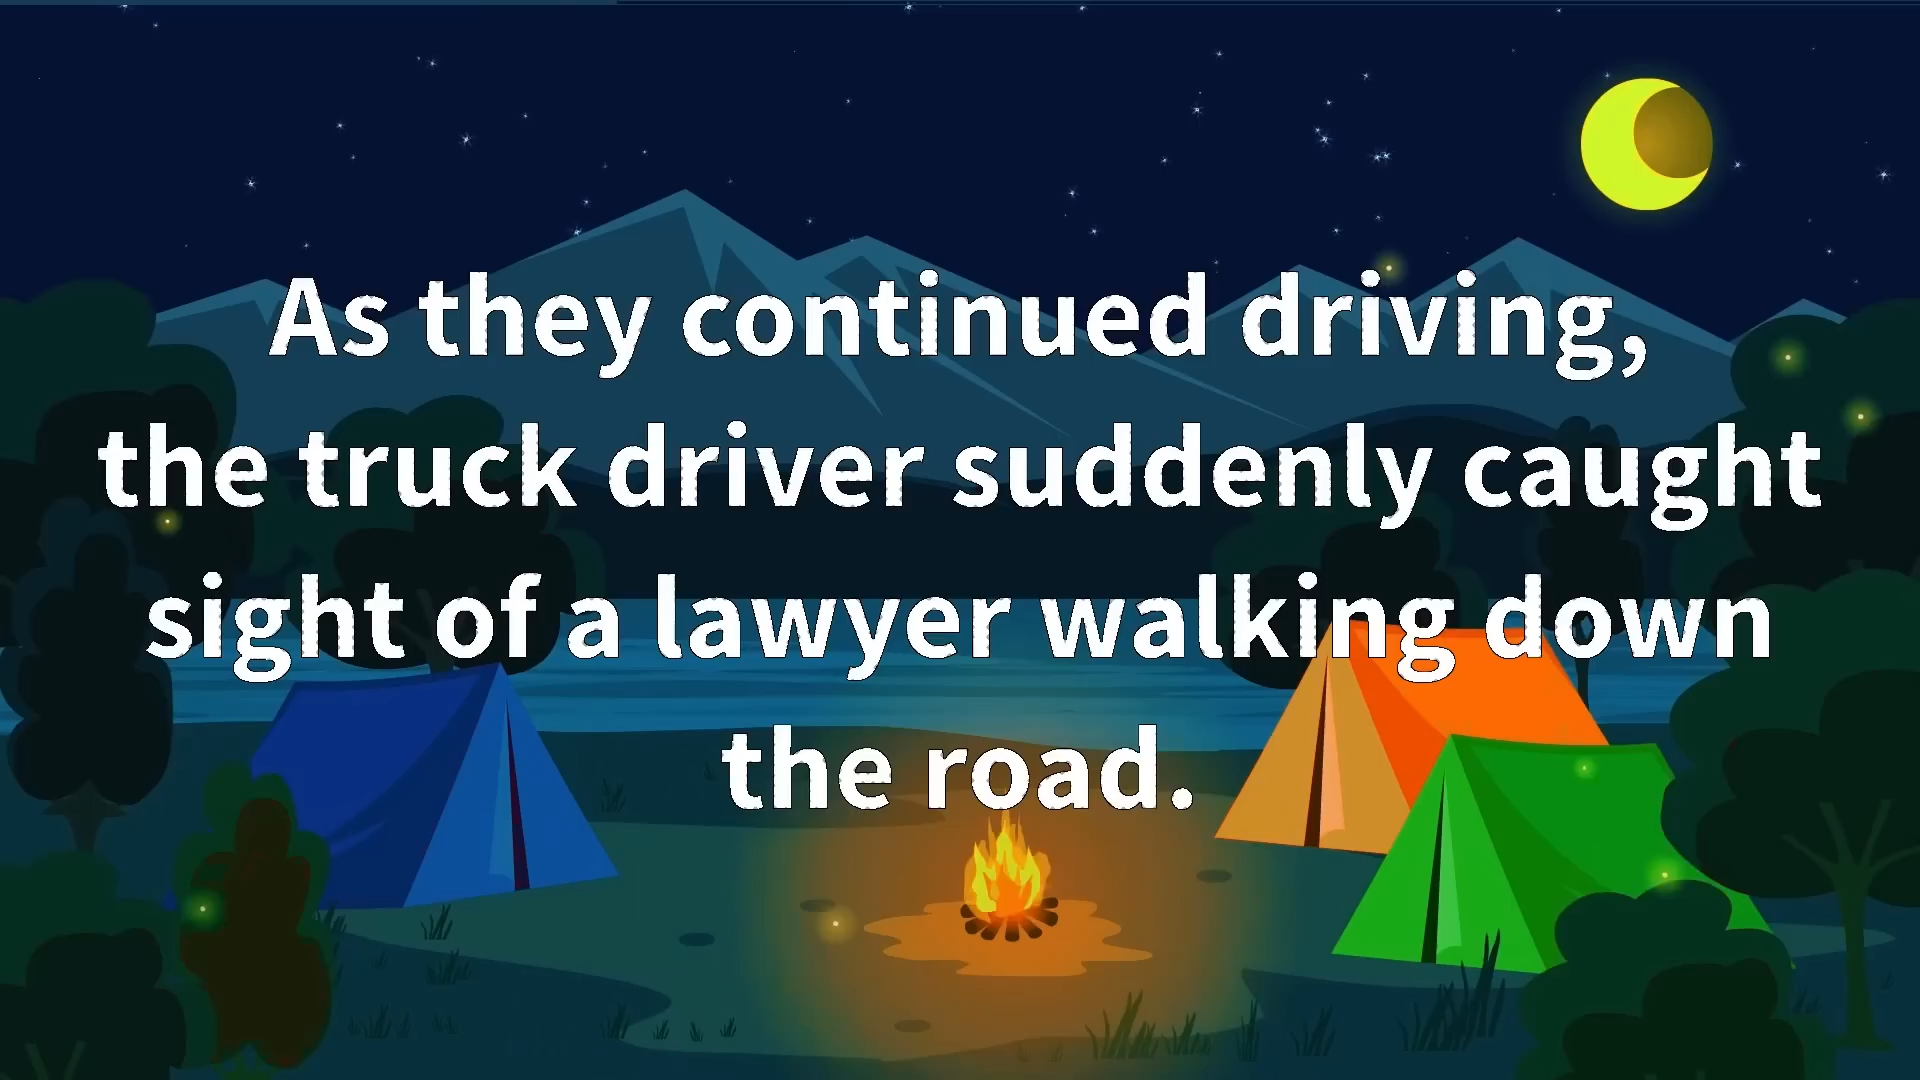 As they continued driving,
the truck driver suddenly caught
sight of a lawyer walking down
the road.